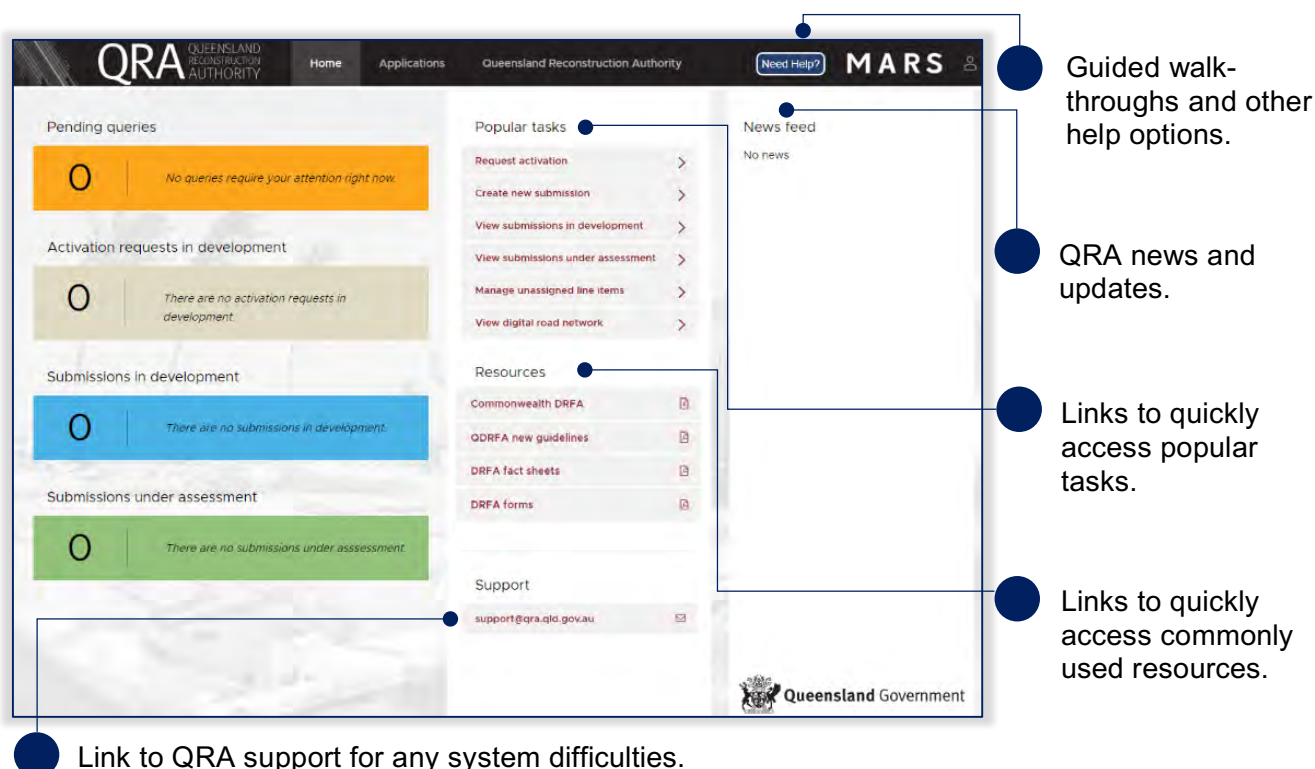 QRA QUEENSLAND
RECONSTRUCTION
AUTHORITY
Home
Applications
Queensland Reconstruction Authority
Need Help?
MARS
Pending queries
0
No queries require your attention right now.
Activation requests in development
0
There are no activation requests in
development.
Submissions in development
0
There are no submissions in development.
Submissions under assessment
0
There are no submissions under asssessment.
Popular tasks
Request activation
Create new submission
View submissions in development
View submissions under assessment
Manage unassigned line items
View digital road network
Resources
Commonwealth DRFA
QDRFA new guidelines
DRFA fact sheets
DRFA forms
Support
support@qra.qld.gov.au
News feed
No news
Queensland Government
Guided walk-
throughs and other
help options.
QRA news and
updates.
Links to quickly
access popular
tasks.
Links to quickly
access commonly
used resources.
Link to QRA support for any system difficulties.